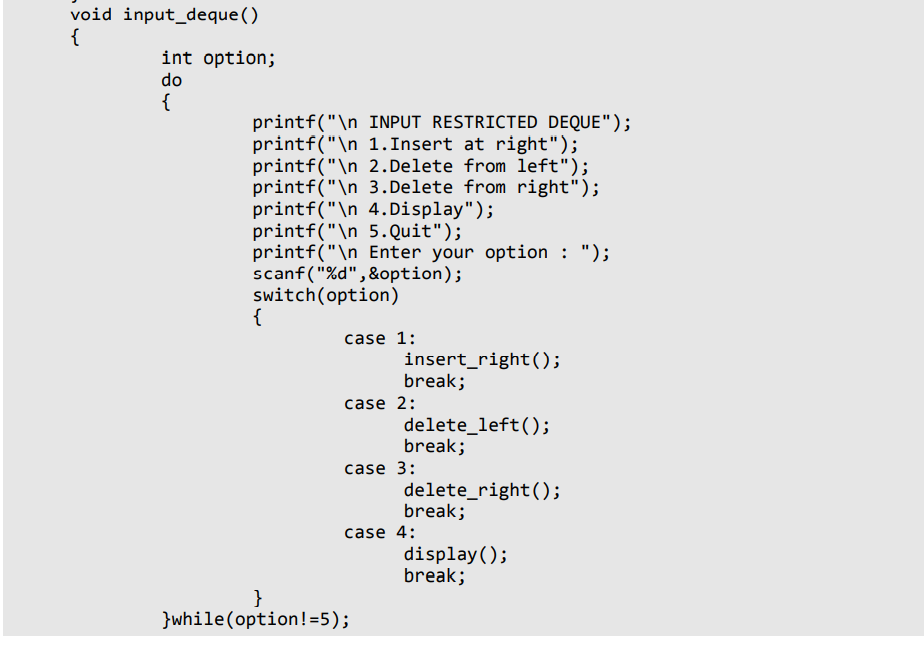 void input_deque()
{
int option;
do
{
printf("\n INPUT RESTRICTED DEQUE");
printf("\n 1.Insert at right");
printf("\n 2.Delete from left");
printf("\n 3.Delete from right");
printf("\n 4.Display");
printf("\n 5.Quit");
printf("\n Enter your option : ");
scanf("%d",&option);
switch(option)
{
case 1:
insert_right();
break;
case 2:
delete_left();
break;
case 3:
delete_right();
break;
case 4:
display();
break;
}
}while(option!=5);